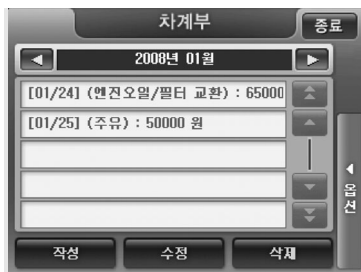 차계부
종료
2008년 01월
[01/24] (엔진오일/필터 교환) : 65000
[01/25] (주유) : 50000 원
옵션
작성
수정
삭제